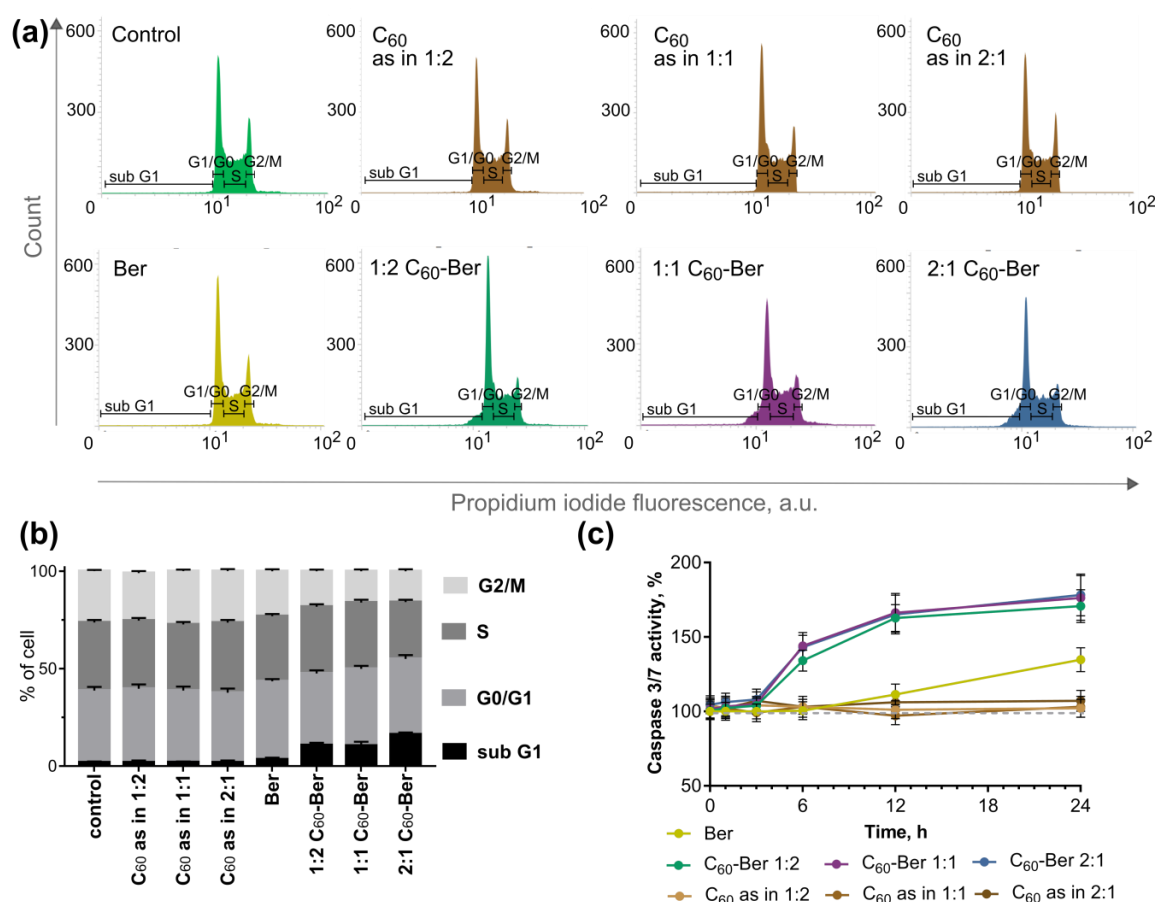 (a)
Count
600
300
0
Control
sub G1
G1/G0
S
G2/M
10¹
10²
C₆₀
as in 1:2
600
300
0
sub G1
G1/G0
S
G2/M
10¹
10²
C₆₀
as in 1:1
600
300
0
sub G1
G1/G0
S
G2/M
10¹
10²
C₆₀
as in 2:1
600
300
0
sub G1
G1/G0
S
G2/M
10¹
10²
Ber
600
300
0
sub G1
G1/G0
S
G2/M
10¹
10²
1:2 C₆₀-Ber
600
300
0
sub G1
G1/G0
S
G2/M
10¹
10²
1:1 C₆₀-Ber
600
300
0
sub G1
G1/G0
S
G2/M
10¹
10²
2:1 C₆₀-Ber
600
300
0
sub G1
G1/G0
S
G2/M
10¹
10²
Propidium iodide fluorescence, a.u.
(b)
% of cell
100
50
0
G2/M
S
G0/G1
sub G1
control
C₆₀ as in 1:2
C₆₀ as in 1:1
C₆₀ as in 2:1
Ber
1:2 C₆₀-Ber
1:1 C₆₀-Ber
2:1 C₆₀-Ber
(c)
Caspase 3/7 activity, %
200
150
100
50
0 6 12 18 24
Time, h
Ber
C₆₀-Ber 1:2 C₆₀-Ber 1:1 C₆₀-Ber 2:1
C₆₀ as in 1:2 C₆₀ as in 1:1 C₆₀ as in 2:1